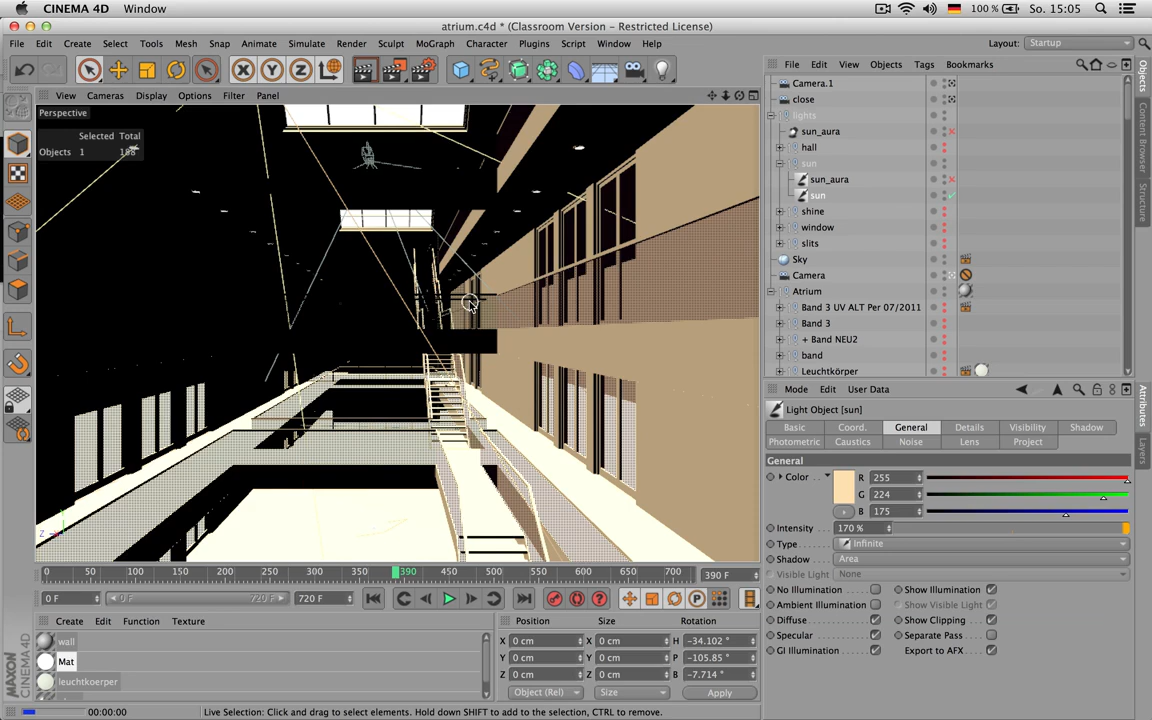 CINEMA 4D Window 100 % So. 15:05
atrium.c4d * (Classroom Version - Restricted License)
File Edit Create Select Tools Mesh Snap Animate Simulate Render Sculpt MoGraph Character Plugins Script Window Help Layout: Startup
File Edit View Objects Tags Bookmarks
View Cameras Display Options Filter Panel
Perspective
Selected Total
Objects 1 188
Camera.1
close
lights
sun_aura
hall
sun
sun_aura
sun
shine
window
slits
Sky
Camera
Atrium
Band 3 UV ALT Per 07/2011
Band 3
+ Band NEU2
band
Leuchtkörper
Objects
Content Browser
Structure
Mode Edit User Data
Light Object [sun]
Basic Coord. General Details Visibility Shadow
Photometric Caustics Noise Lens Project
General
Color R 255
G 224
B 175
Intensity 170 %
Type Infinite
Shadow Area
Visible Light None
No Illumination Show Illumination
Ambient Illumination Show Visible Light
Diffuse Show Clipping
Specular Separate Pass
GI Illumination Export to AFX
Attributes
Layers
Z
0 50 100 150 200 250 300 350 390 450 500 550 600 650 700 390 F
0 F 0 F 720 F 720 F
Create Edit Function Texture
wall
Mat
leuchtkoerper
Position Size Rotation
X 0 cm X 0 cm H -34.102 °
Y 0 cm Y 0 cm P -105.85 °
Z 0 cm Z 0 cm B -7.714 °
Object (Rel) Size Apply
MAXON
CINEMA 4D
00:00:00 Live Selection: Click and drag to select elements. Hold down SHIFT to add to the selection, CTRL to remove.